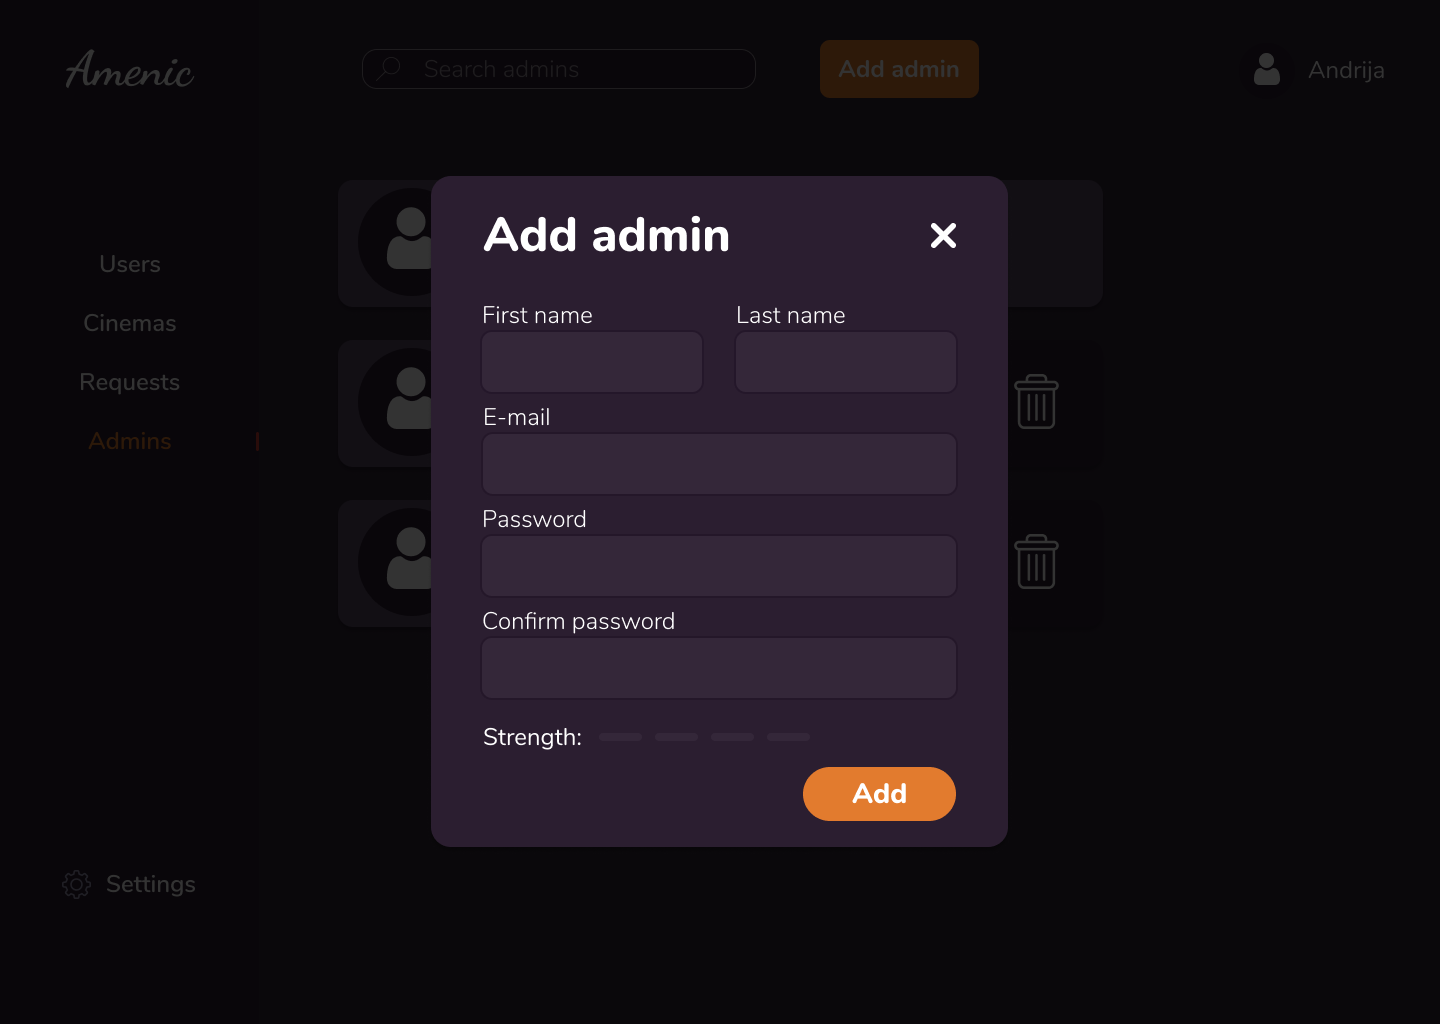 Amenic
Search admins
Add admin
Andrija
Users
Cinemas
Requests
Admins
Settings
Add admin
First name
Last name
E-mail
Password
Confirm password
Strength:
Add